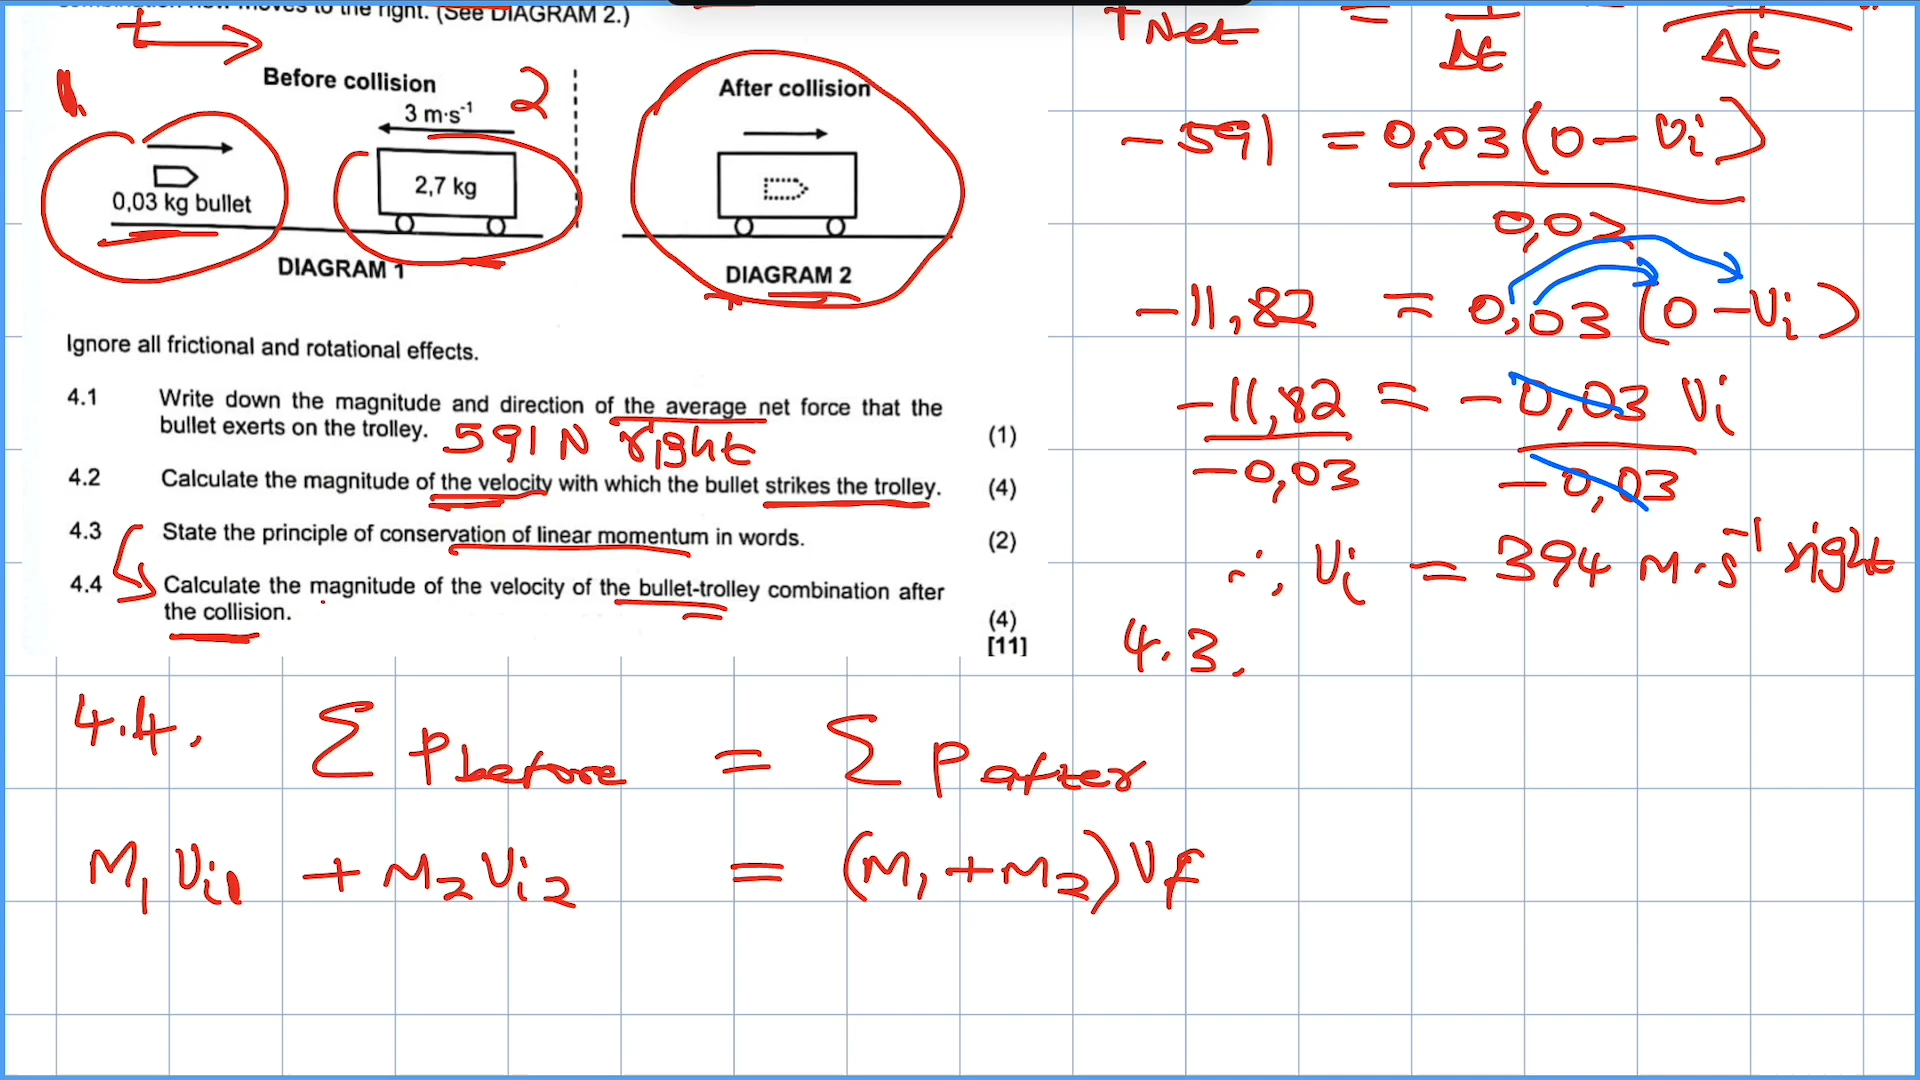 moves to the right. (See DIAGRAM 2.)
Before collision
1.
2
3 m·s⁻¹
0,03 kg bullet
2,7 kg
DIAGRAM 1
After collision
DIAGRAM 2
Ignore all frictional and rotational effects.
4.1 Write down the magnitude and direction of the average net force that the
bullet exerts on the trolley. 591 N right (1)
4.2 Calculate the magnitude of the velocity with which the bullet strikes the trolley. (4)
4.3 State the principle of conservation of linear momentum in words. (2)
4.4 Calculate the magnitude of the velocity of the bullet-trolley combination after
the collision. (4)
[11]
4.4. Σ Pbefore = Σ Pafter
M₁Vi1 + M₂Vi2 = (M₁+M₂)Vf
Net =
Δt Δt
-591 = 0,03(0-Vi)
0,02
-11,82 = 0,03(0-Vi)
-11,82 = -0,03 Vi
-0,03 -0,03
∴ Vi = 394 m·s⁻¹ right
4.3.